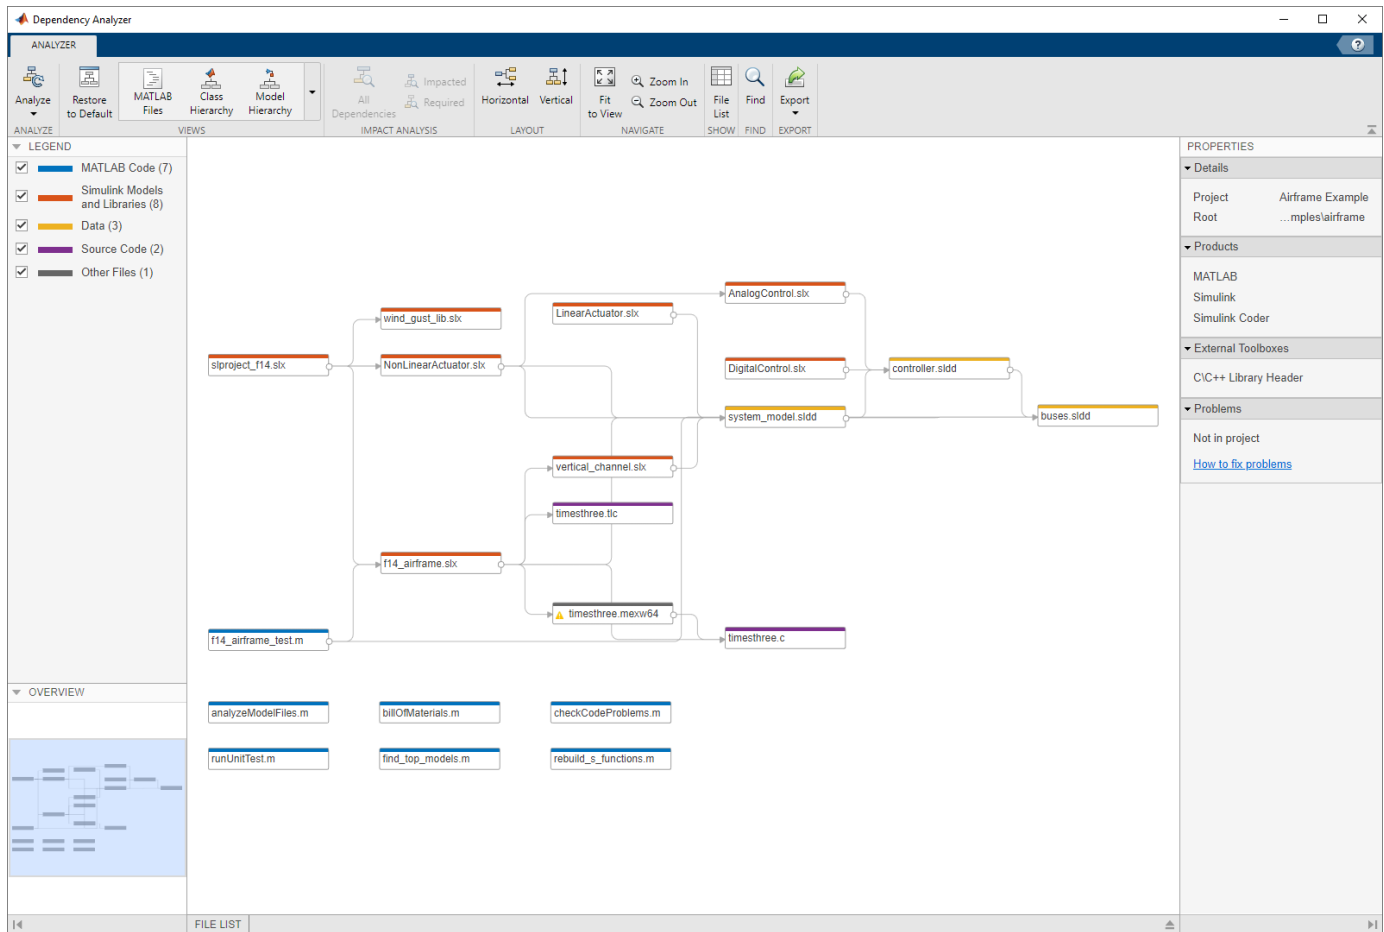 Dependency Analyzer
ANALYZER
?
Analyze
Restore
to Default
MATLAB
Files
Class
Hierarchy
Model
Hierarchy
All
Dependencies
Impacted
Required
Horizontal
Vertical
Fit
to View
Zoom In
Zoom Out
File
List
Find
Export
ANALYZE
VIEWS
IMPACT ANALYSIS
LAYOUT
NAVIGATE
SHOW
FIND
EXPORT
LEGEND
MATLAB Code (7)
Simulink Models
and Libraries (8)
Data (3)
Source Code (2)
Other Files (1)
OVERVIEW
slproject_f14.slx
wind_gust_lib.slx
NonLinearActuator.slx
LinearActuator.slx
AnalogControl.slx
DigitalControl.slx
controller.sldd
system_model.sldd
buses.sldd
vertical_channel.slx
timesthree.tlc
f14_airframe.slx
timesthree.mexw64
f14_airframe_test.m
timesthree.c
analyzeModelFiles.m
billOfMaterials.m
checkCodeProblems.m
runUnitTest.m
find_top_models.m
rebuild_s_functions.m
FILE LIST
PROPERTIES
Details
Project Airframe Example
Root ...mples\airframe
Products
MATLAB
Simulink
Simulink Coder
External Toolboxes
C\C++ Library Header
Problems
Not in project
How to fix problems